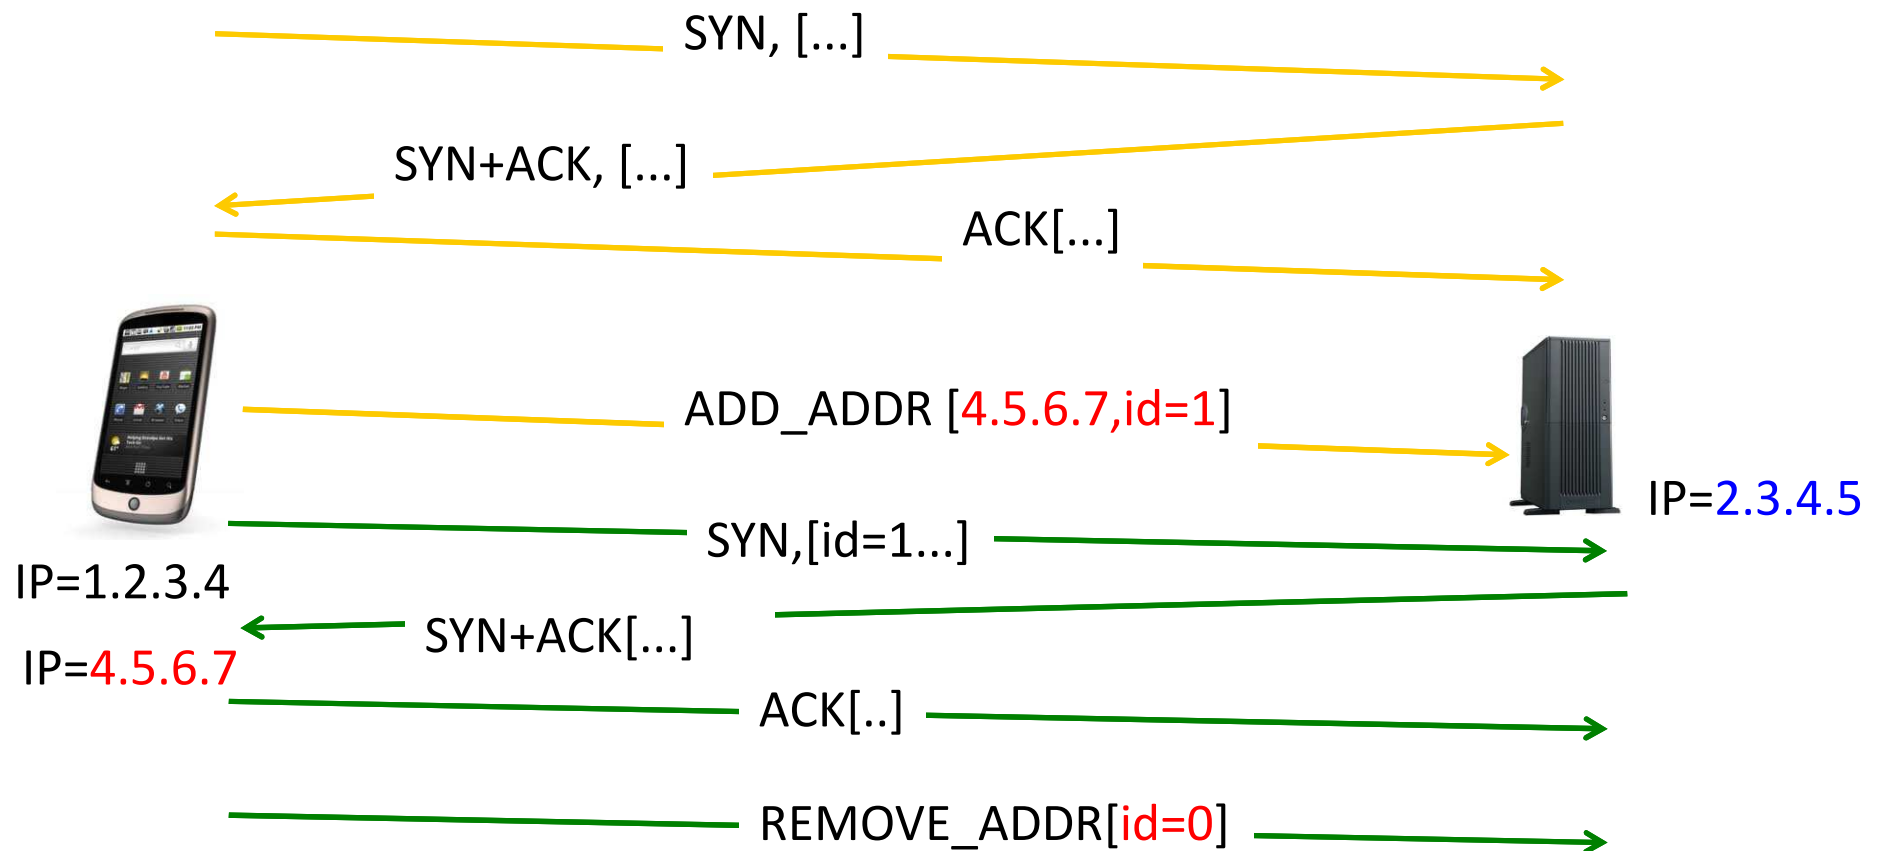 SYN, [...]
SYN+ACK, [...]
ACK[...]
ADD_ADDR [4.5.6.7,id=1]
IP=2.3.4.5
SYN,[id=1...]
IP=1.2.3.4
SYN+ACK[...]
IP=4.5.6.7
ACK[..]
REMOVE_ADDR[id=0]